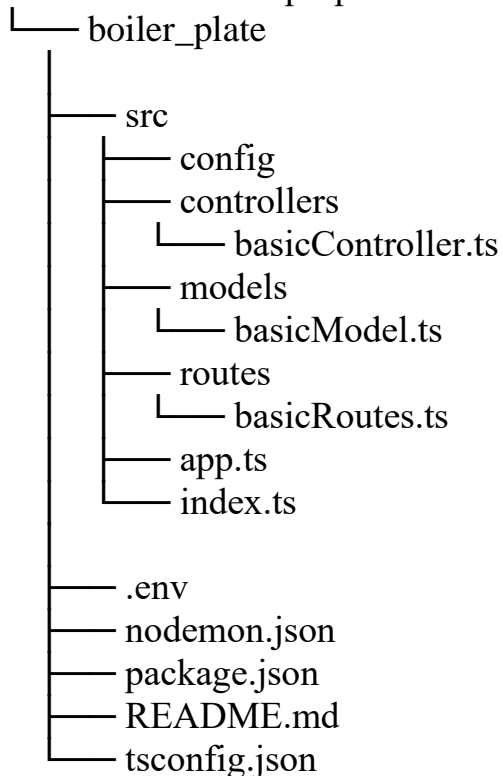 boiler_plate
src
config
controllers
basicController.ts
models
basicModel.ts
routes
basicRoutes.ts
app.ts
index.ts
.env
nodemon.json
package.json
README.md
tsconfig.json